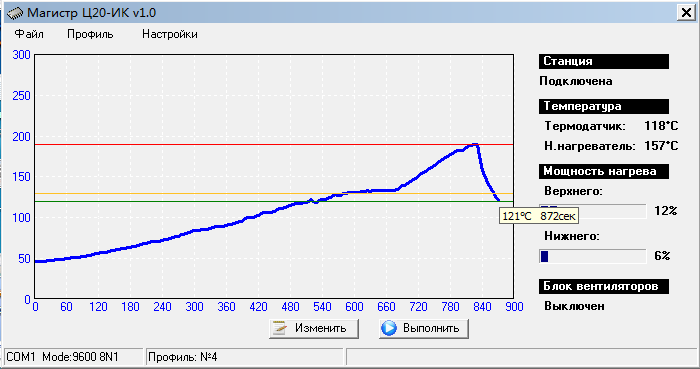 Магистр Ц20-ИК v1.0
Файл Профиль Настройки
300
250
200
150
100
50
0
0 60 120 180 240 300 360 420 480 540 600 660 720 780 840 900
121°C 872сек
Станция
Подключена
Температура
Термодатчик: 118°C
Н.нагреватель: 157°C
Мощность нагрева
Верхнего:
12%
Нижнего:
6%
Блок вентиляторов
Выключен
Изменить Выполнить
COM1 Mode:9600 8N1 Профиль: №4